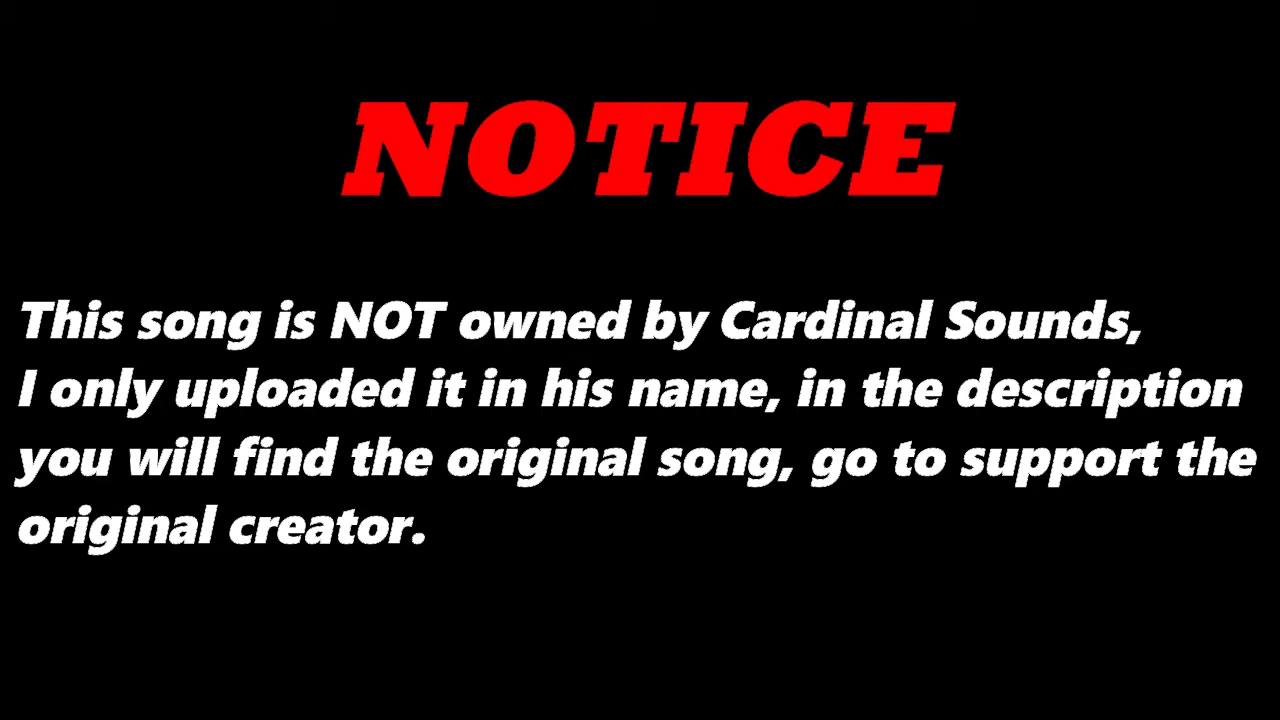 NOTICE
This song is NOT owned by Cardinal Sounds,
I only uploaded it in his name, in the description
you will find the original song, go to support the
original creator.